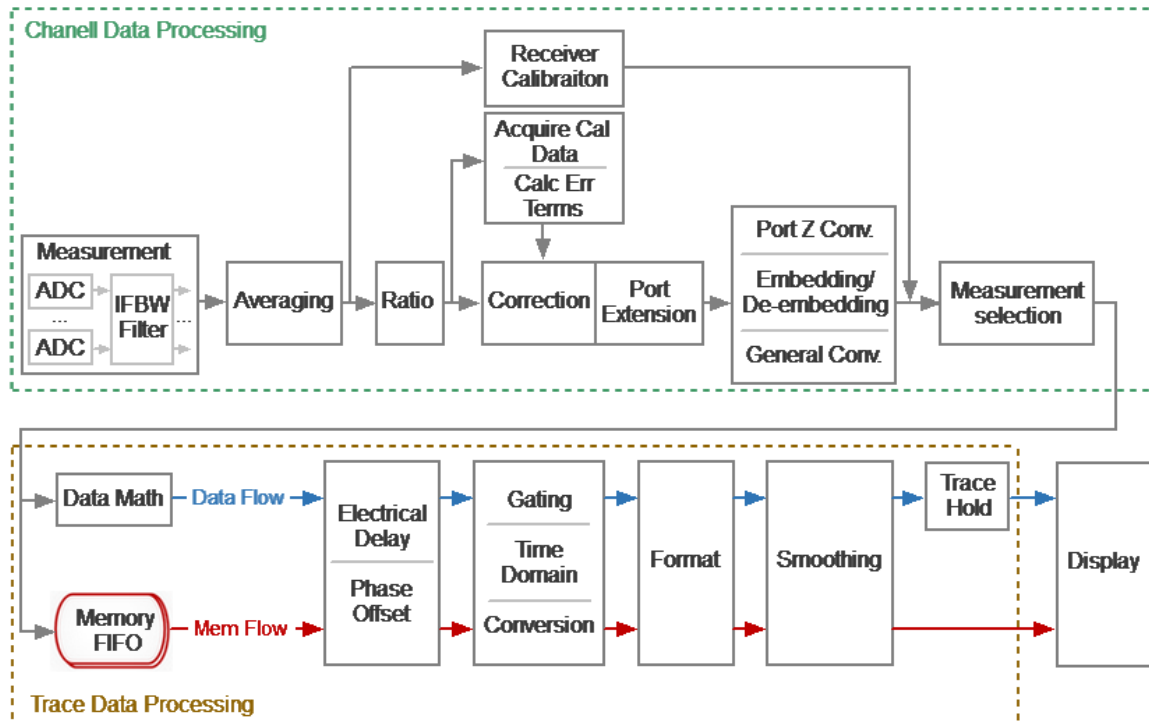 Chanell Data Processing
Receiver
Calibraiton
Acquire Cal
Data
Calc Err
Terms
Measurement
ADC
...
ADC
IFBW
Filter
...
Averaging
Ratio
Correction
Port
Extension
Port Z Conv.
Embedding/
De-embedding
General Conv.
Measurement
selection
Data Math
Data Flow
Memory
FIFO
Mem Flow
Electrical
Delay
Phase
Offset
Gating
Time
Domain
Conversion
Format
Smoothing
Trace
Hold
Display
Trace Data Processing